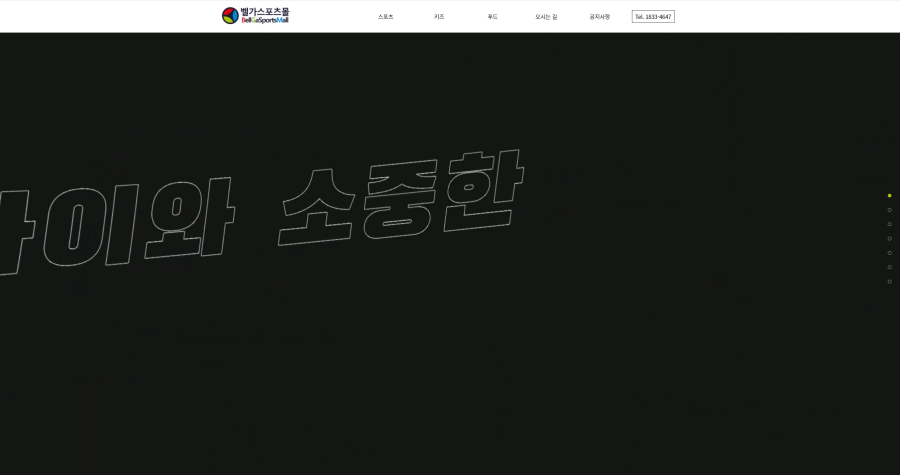 벨가스포츠몰
BellGaSportsMall
스포츠
키즈
푸드
오시는 길
공지사항
Tel. 1833-4647
이와 소중한